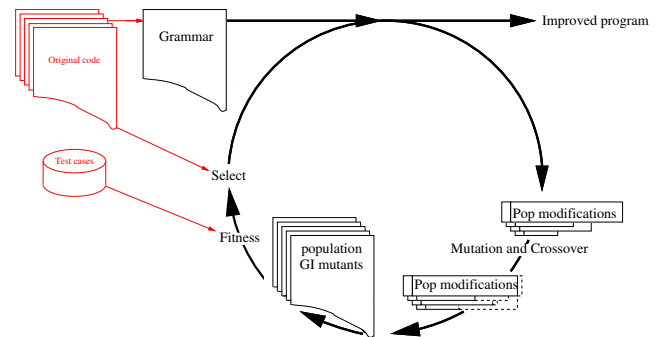 Original code
Grammar
Improved program
Test cases
Select
Fitness
population
GI mutants
Pop modifications
Mutation and Crossover
Pop modifications